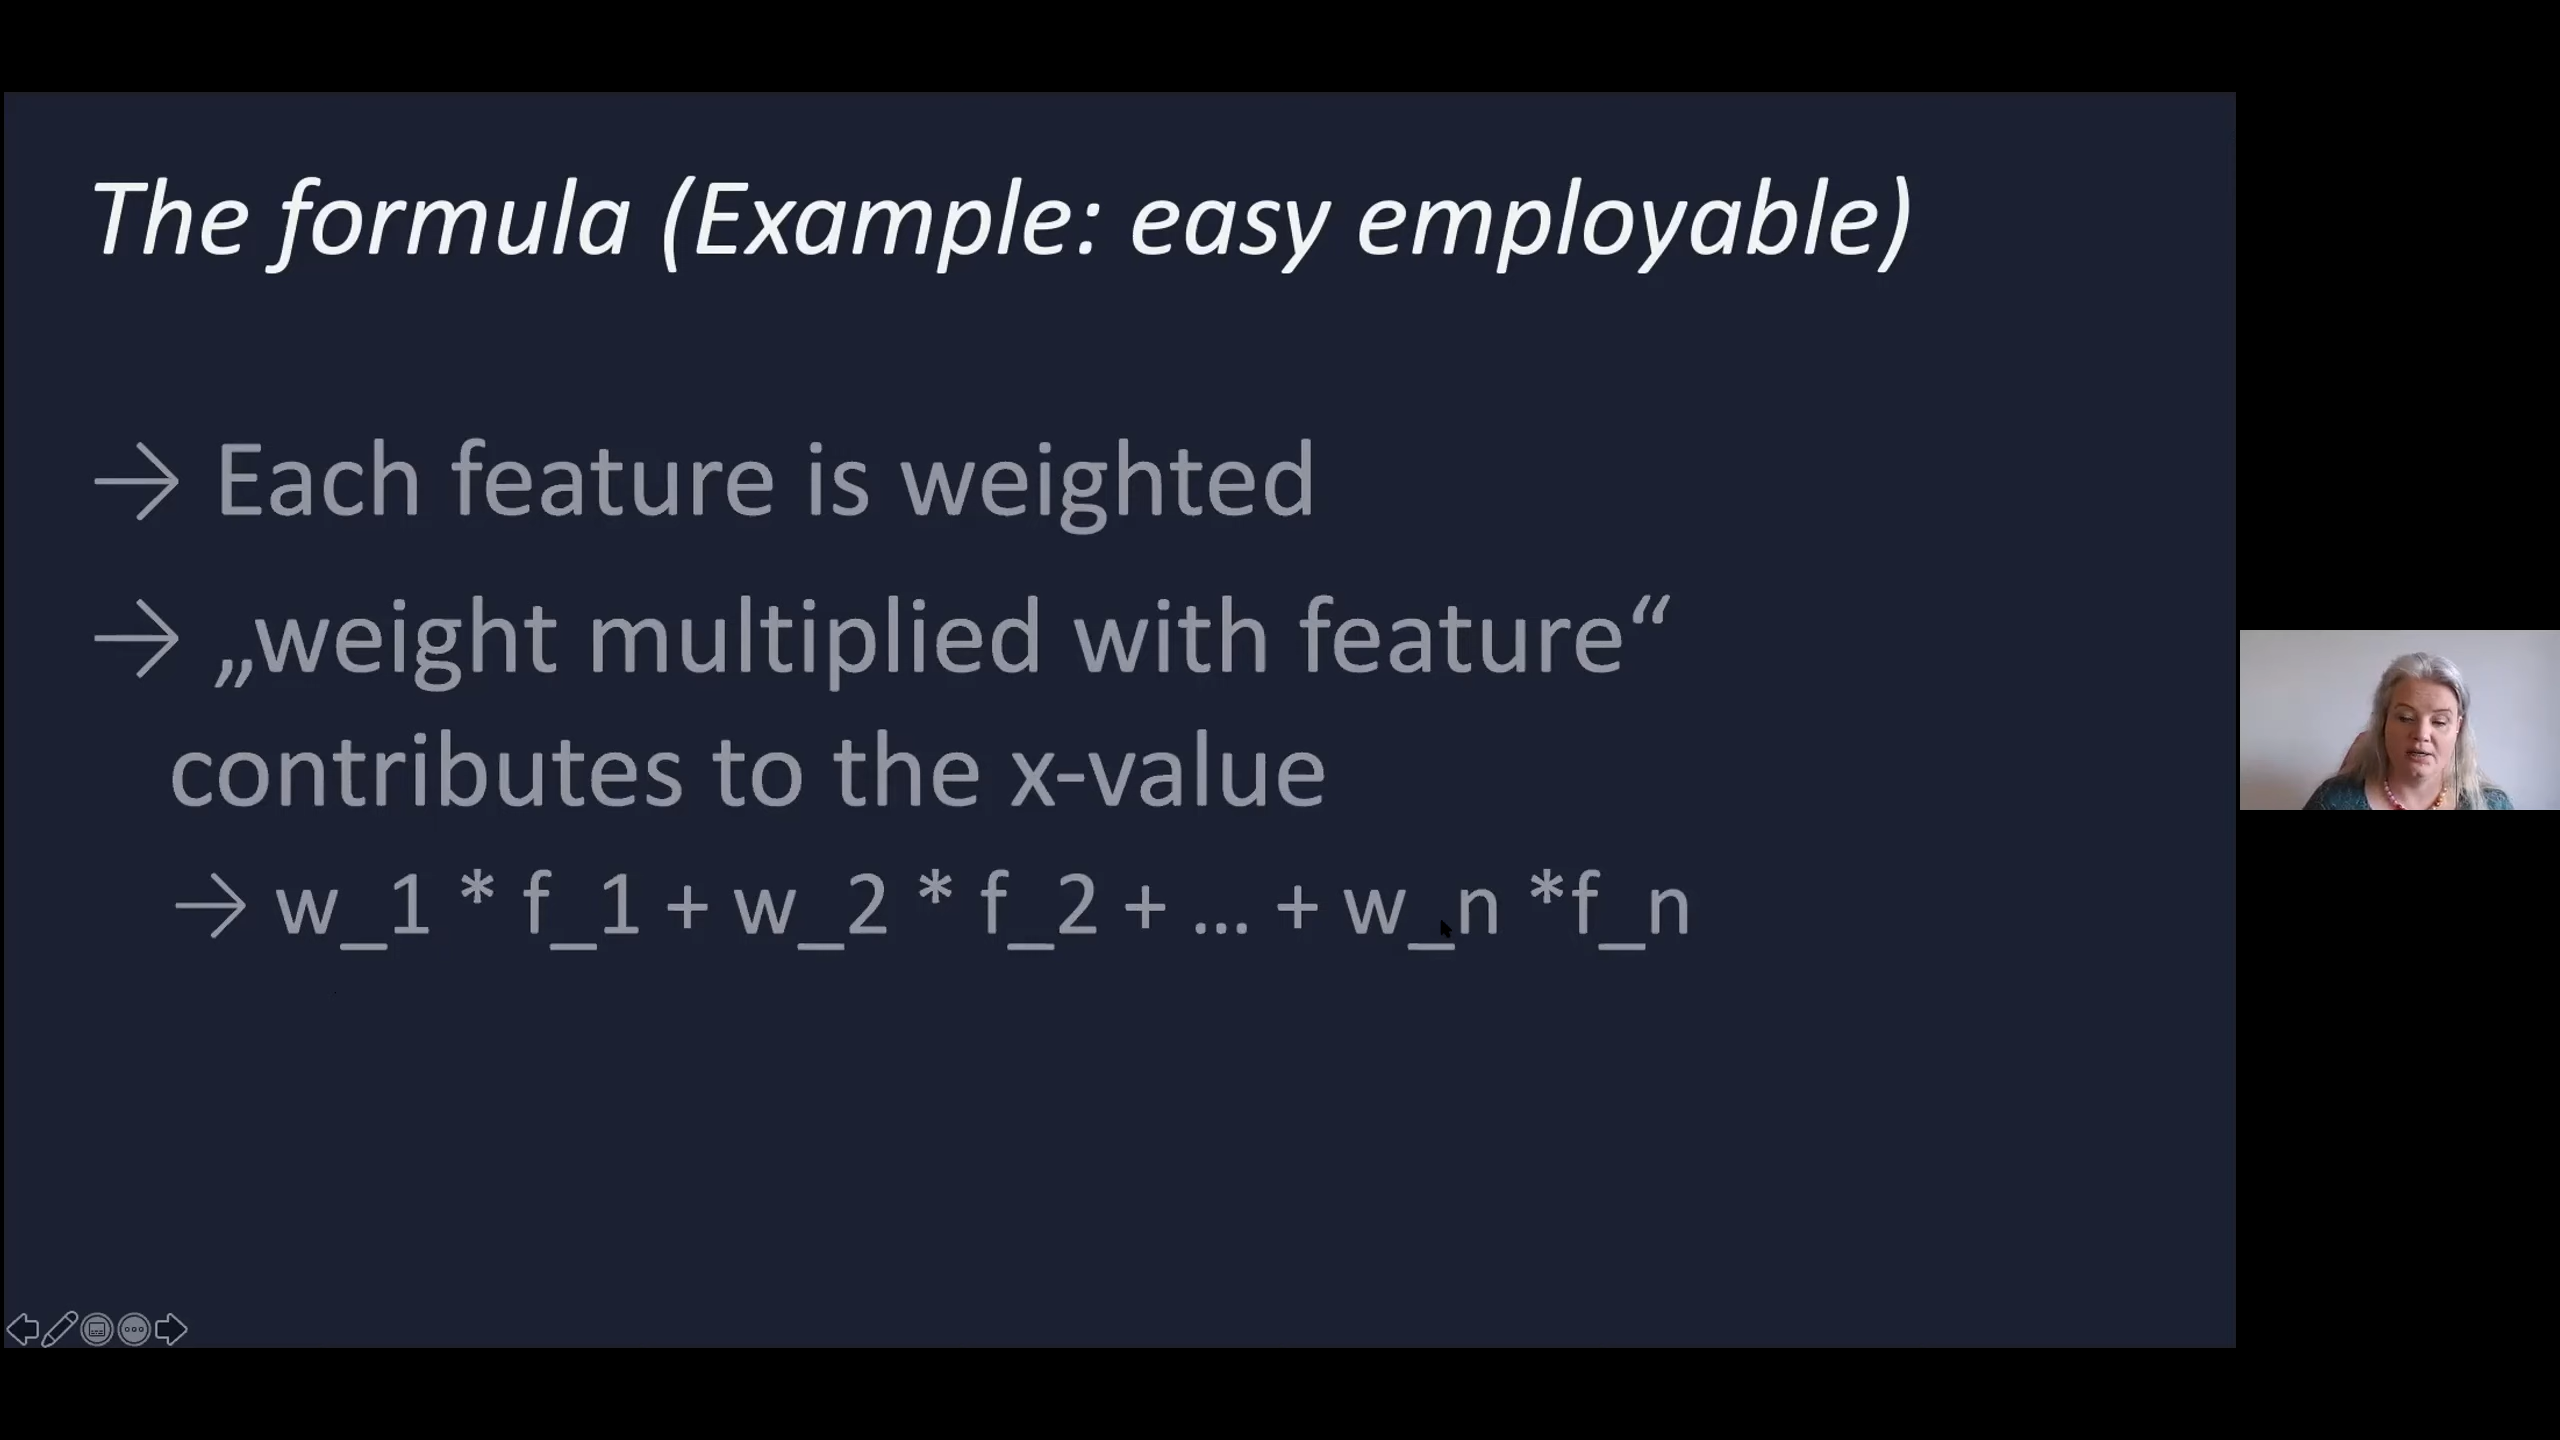 The formula (Example: easy employable)
→ Each feature is weighted
→ „weight multiplied with feature“
contributes to the x-value
→ w_1 * f_1 + w_2 * f_2 + ... + w_n *f_n